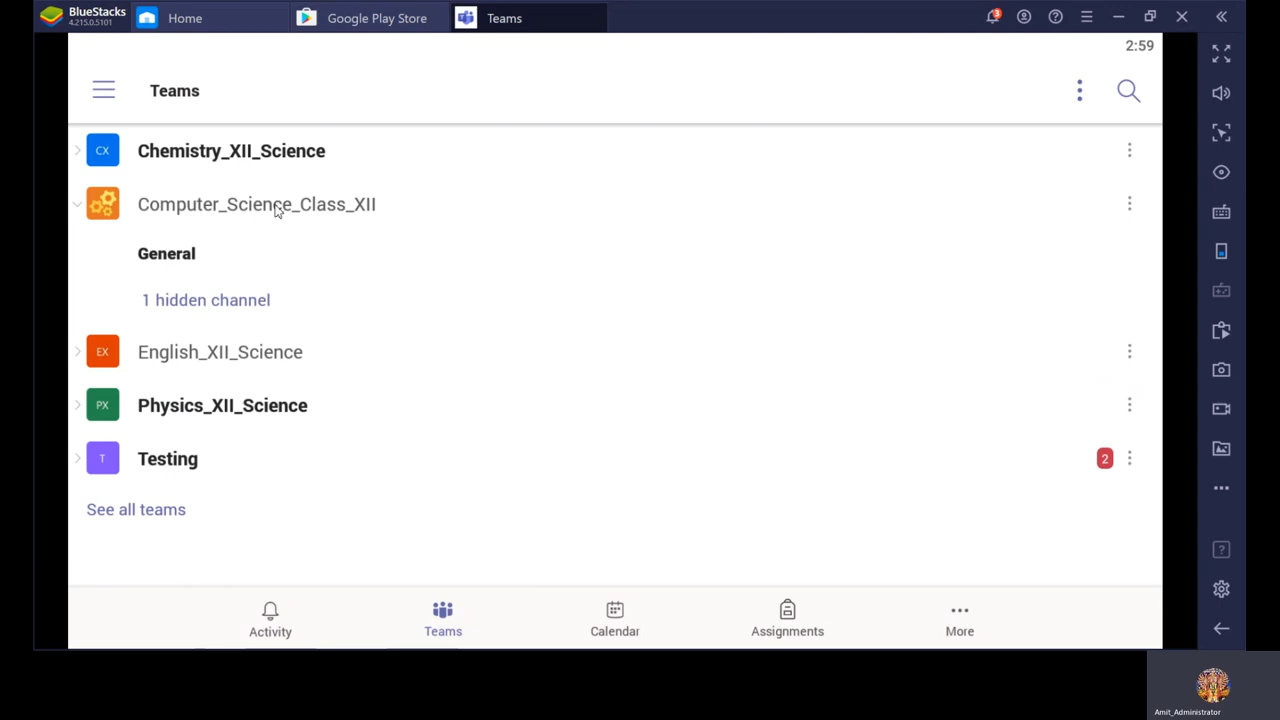 BlueStacks
4.215.0.5101
Home
Google Play Store
Teams
3
2:59
Teams
CX
Chemistry_XII_Science
Computer_Science_Class_XII
General
1 hidden channel
EX
English_XII_Science
PX
Physics_XII_Science
T
Testing
2
See all teams
Activity
Teams
Calendar
Assignments
More
Amit_Administrator